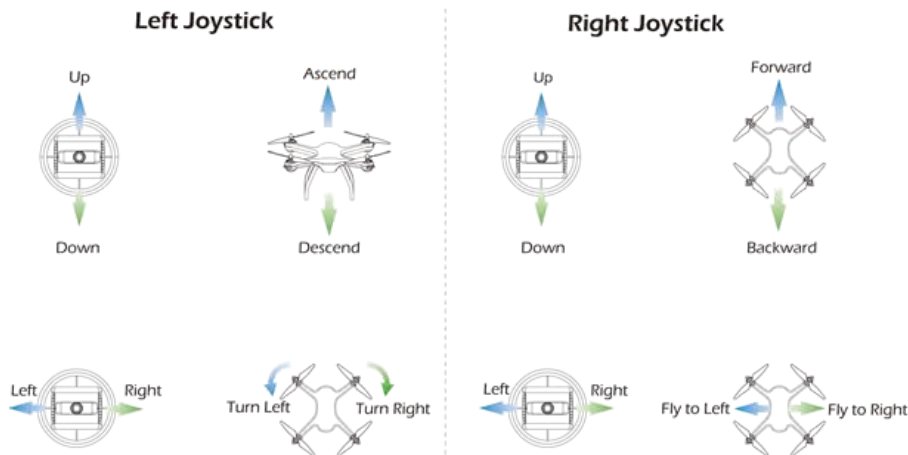 Left Joystick
Right Joystick
Up
Ascend
Down
Descend
Up
Forward
Down
Backward
Left
Right
Turn Left
Turn Right
Left
Right
Fly to Left
Fly to Right